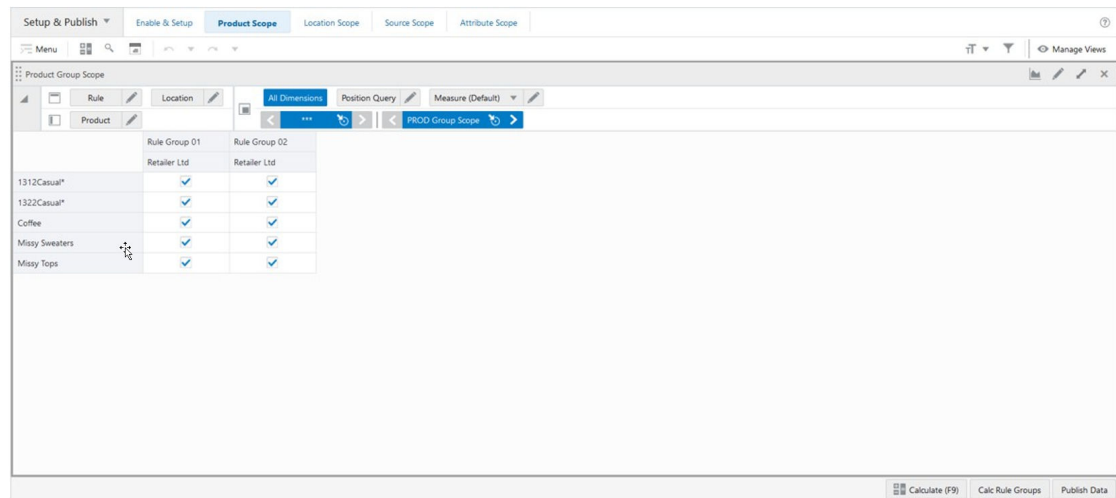 Setup & Publish Enable & Setup Product Scope Location Scope Source Scope Attribute Scope
Menu Manage Views
Product Group Scope
Rule Location All Dimensions Position Query Measure (Default)
Product *** PROD Group Scope
Rule Group 01 Rule Group 02
Retailer Ltd Retailer Ltd
1312Casual*
1322Casual*
Coffee
Missy Sweaters
Missy Tops
Calculate (F9) Calc Rule Groups Publish Data